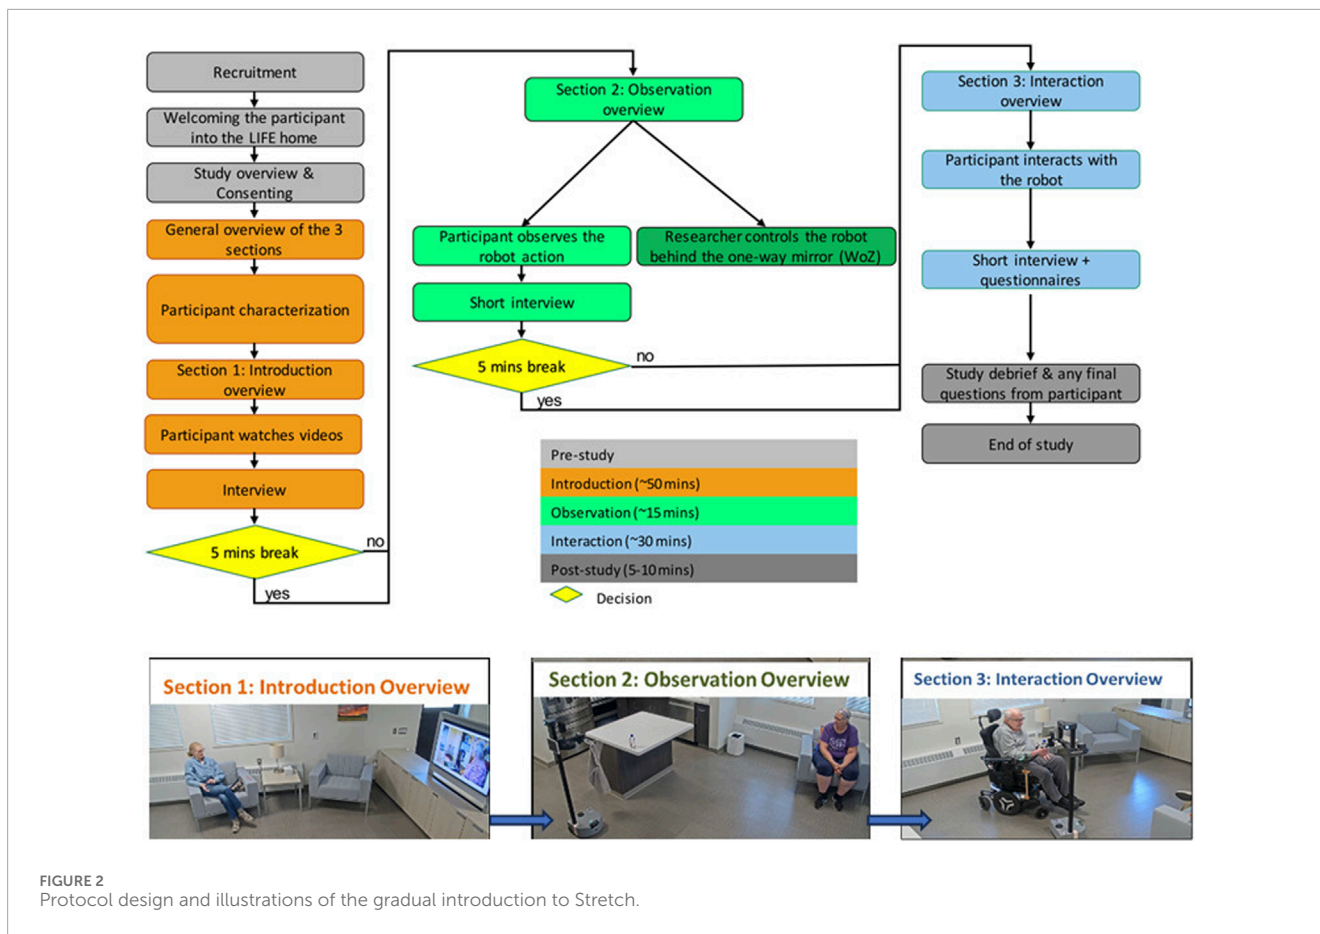 Recruitment
Welcoming the participant
into the LIFE home
Study overview &
Consenting
General overview of the 3
sections
Participant characterization
Section 1: Introduction
overview
Participant watches videos
Interview
5 mins break
no
yes
Section 2: Observation
overview
Participant observes the
robot action
Researcher controls the robot
behind the one-way mirror (WoZ)
Short interview
5 mins break
no
yes
Section 3: Interaction
overview
Participant interacts with
the robot
Short interview +
questionnaires
Study debrief & any final
questions from participant
End of study
Pre-study
Introduction (~50 mins)
Observation (~15 mins)
Interaction (~30 mins)
Post-study (5-10 mins)
Decision
Section 1: Introduction Overview
Section 2: Observation Overview
Section 3: Interaction Overview
FIGURE 2
Protocol design and illustrations of the gradual introduction to Stretch.